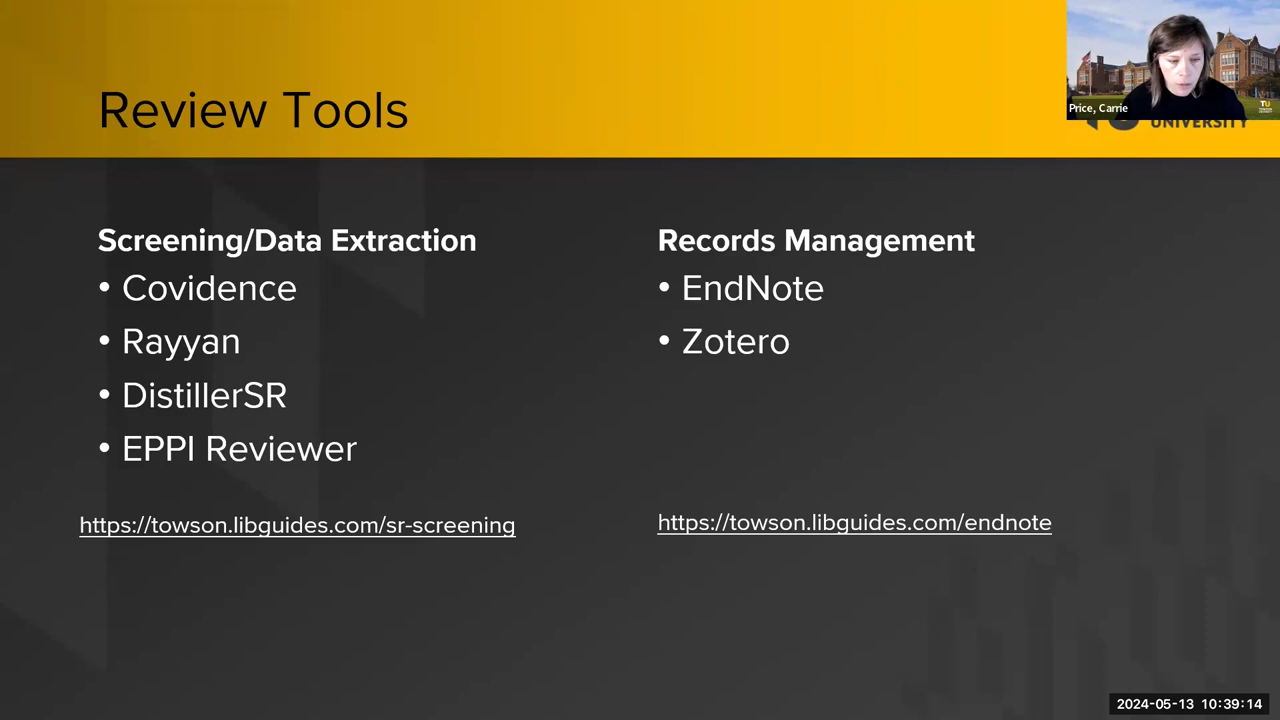 Review Tools
Price, Carrie
TU
UNIVERSITY
Screening/Data Extraction
• Covidence
• Rayyan
• DistillerSR
• EPPI Reviewer
https://towson.libguides.com/sr-screening
Records Management
• EndNote
• Zotero
https://towson.libguides.com/endnote
2024-05-13 10:39:14